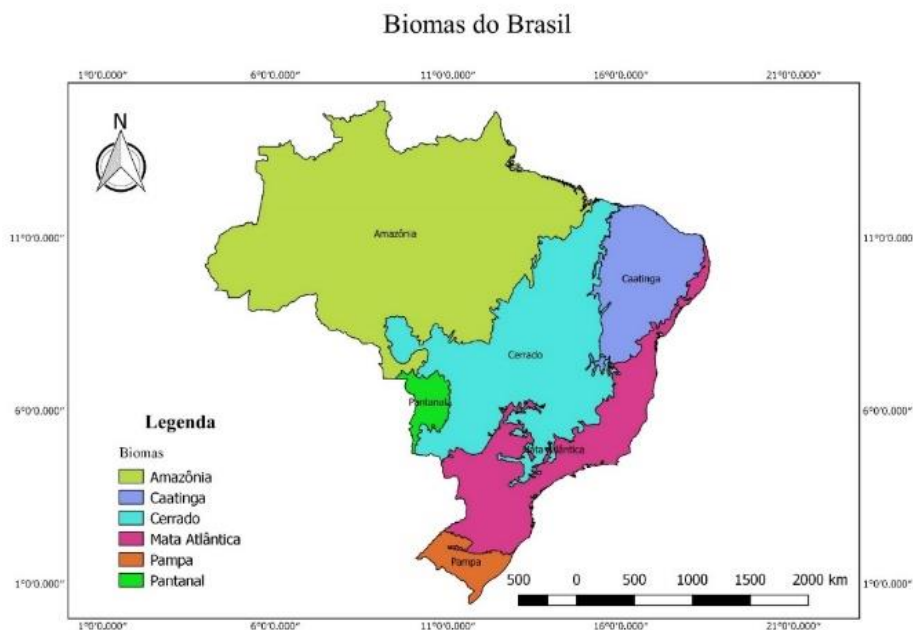 Biomas do Brasil
1°0'0.000" 6°0'0.000" 11°0'0.000" 16°0'0.000" 21°0'0.000"
N
Amazônia
11°0'0.000" 11°0'0.000"
Caatinga
Cerrado
Pantanal
6°0'0.000" 6°0'0.000"
Legenda
Mata Atlântica
Biomas
Amazônia
Caatinga
Cerrado
Mata Atlântica
Pampa
Pantanal
Pampa
500 0 500 1000 1500 2000 km
1°0'0.000" 1°0'0.000"
1°0'0.000" 6°0'0.000" 11°0'0.000" 16°0'0.000" 21°0'0.000"